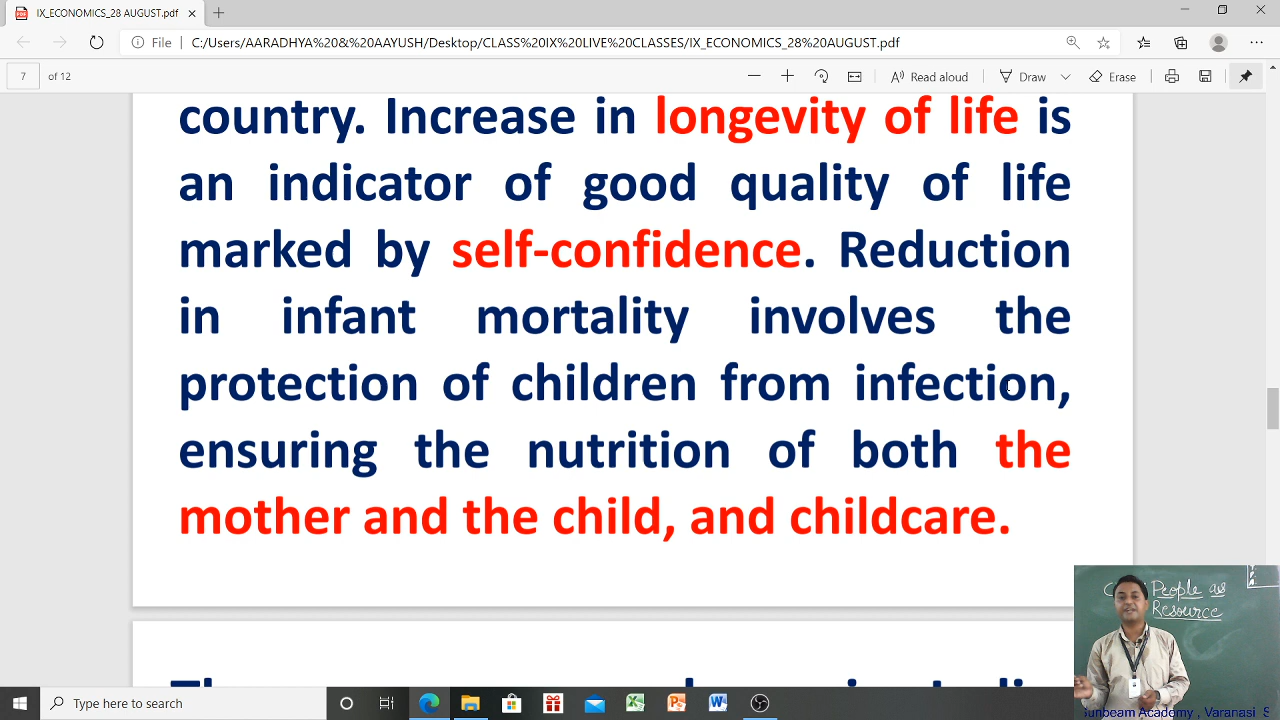 IX_ECONOMICS_28 AUGUST.pdf
File
C:/Users/AARADHYA%20&%20AAYUSH/Desktop/CLASS%20IX%20LIVE%20CLASSES/IX_ECONOMICS_28%20AUGUST.pdf
7 of 12
Read aloud
Draw
Erase
country. Increase in longevity of life is
an indicator of good quality of life
marked by self-confidence. Reduction
in infant mortality involves the
protection of children from infection,
ensuring the nutrition of both the
mother and the child, and childcare.
People as
Resource
Type here to search
Sunbeam Academy , Varanasi S